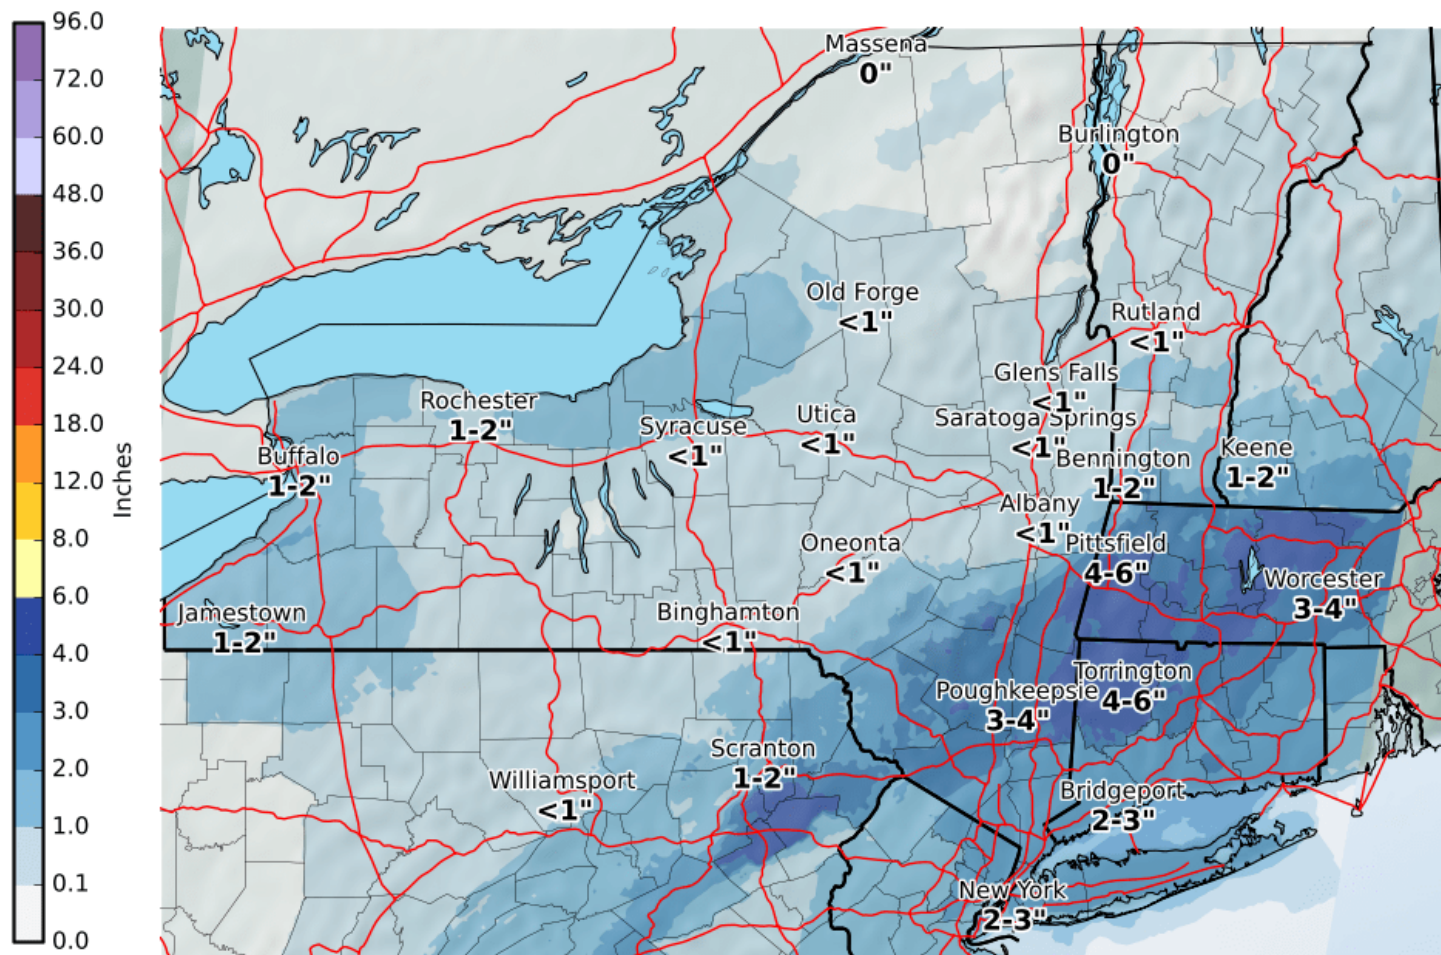 96.0
72.0
60.0
48.0
36.0
30.0
24.0
18.0
12.0
8.0
6.0
4.0
3.0
2.0
1.0
0.1
0.0
Inches
Massena
0"
Burlington
0"
Old Forge
<1"
Rutland
<1"
Glens Falls
<1"
Rochester
1-2"
Syracuse
<1"
Utica
<1"
Saratoga Springs
<1"
Buffalo
1-2"
Bennington
1-2"
Keene
1-2"
Albany
<1"
Oneonta
<1"
Pittsfield
4-6"
Worcester
3-4"
Jamestown
1-2"
Binghamton
<1"
Torrington
4-6"
Poughkeepsie
3-4"
Scranton
1-2"
Williamsport
<1"
Bridgeport
2-3"
New York
2-3"